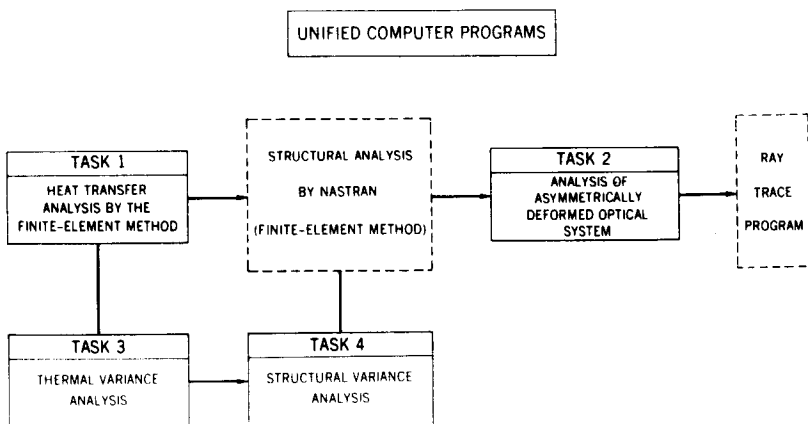 UNIFIED COMPUTER PROGRAMS
TASK 1
HEAT TRANSFER
ANALYSIS BY THE
FINITE-ELEMENT METHOD
STRUCTURAL ANALYSIS
BY NASTRAN
(FINITE-ELEMENT METHOD)
TASK 2
ANALYSIS OF
ASYMMETRICALLY
DEFORMED OPTICAL
SYSTEM
RAY
TRACE
PROGRAM
TASK 3
THERMAL VARIANCE
ANALYSIS
TASK 4
STRUCTURAL VARIANCE
ANALYSIS